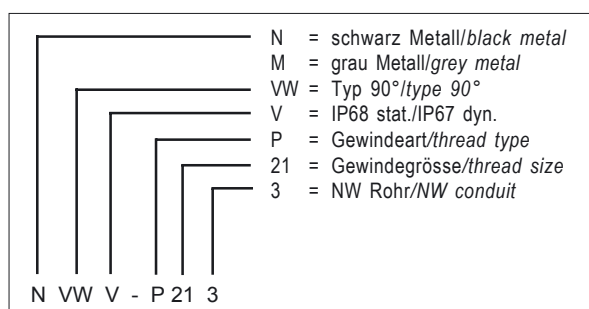 N = schwarz Metall/black metal
M = grau Metall/grey metal
VW = Typ 90°/type 90°
V = IP68 stat./IP67 dyn.
P = Gewindeart/thread type
21 = Gewindegrösse/thread size
3 = NW Rohr/NW conduit
N VW V - P 21 3